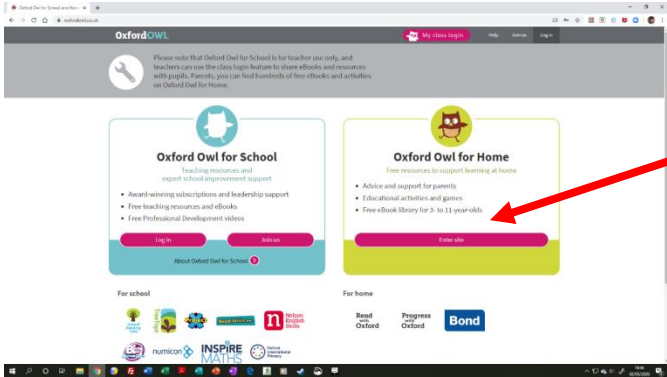 oxfordowl.co.uk
OxfordOWL
My class login
Help
Join us
Log in
Please note that Oxford Owl for School is for teacher use only, and
teachers can use the class login feature to share eBooks and resources
with pupils. Parents, you can find hundreds of free eBooks and activities
on Oxford Owl for Home.
Oxford Owl for School
Teaching resources and
expert school improvement support
Award-winning subscriptions and leadership support
Free teaching resources and eBooks
Free Professional Development videos
Log in
Join us
About Oxford Owl for School
Oxford Owl for Home
Free resources to support learning at home
Advice and support for parents
Educational activities and games
Free eBook library for 3- to 11-year-olds
Enter site
For school
For home
Nelson
English
Skills
Read
with
Oxford
Progress
with
Oxford
Bond
numicon
INSPIRE
MATHS
Oxford
International
Primary